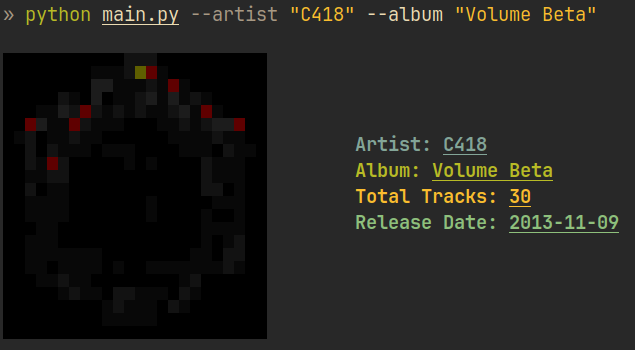 » python main.py --artist "C418" --album "Volume Beta"
Artist: C418
Album: Volume Beta
Total Tracks: 30
Release Date: 2013-11-09